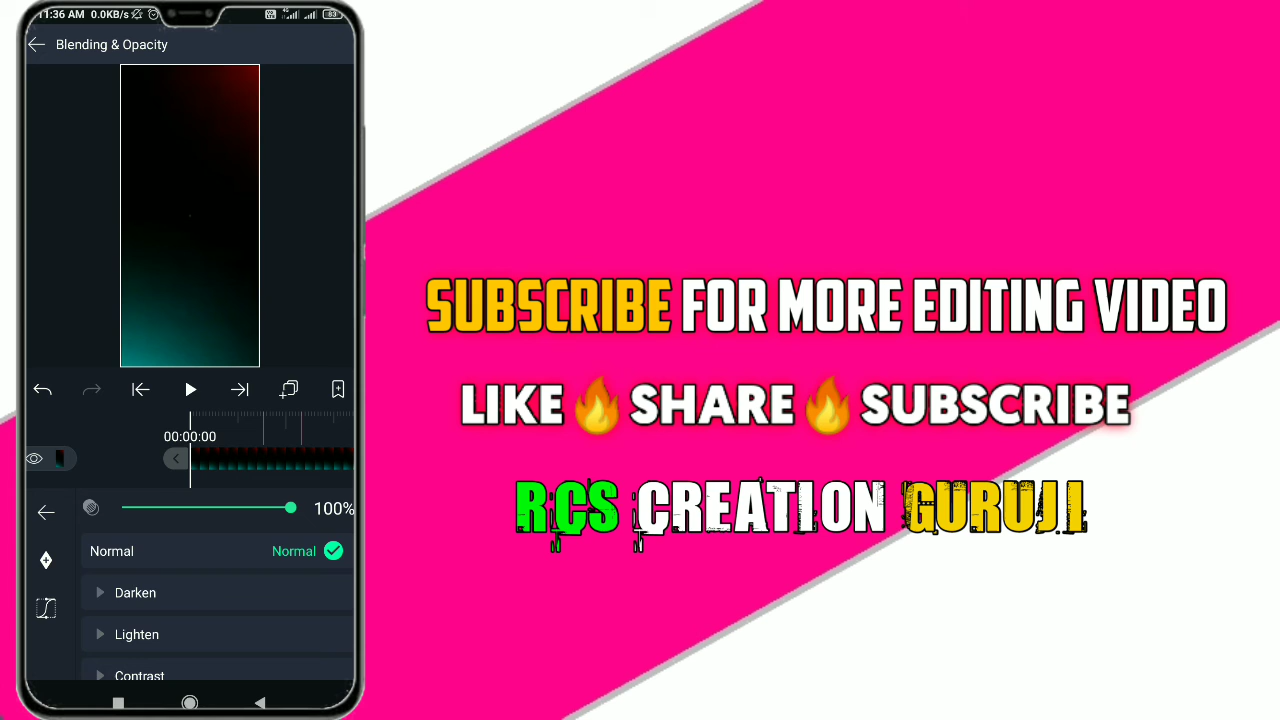 11:36 AM 0.0KB/s 83
Blending & Opacity
00:00:00
100%
Normal Normal
Darken
Lighten
Contrast
SUBSCRIBE FOR MORE EDITING VIDEO
LIKE🔥SHARE🔥SUBSCRIBE
RCS CREATION GURUJI